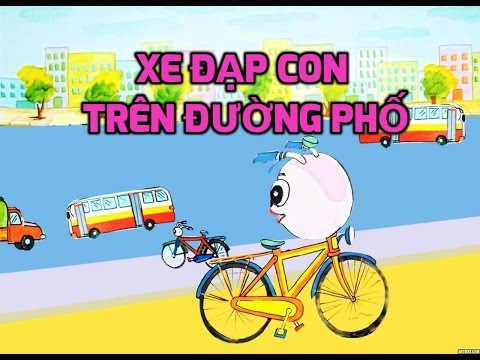 XE ĐẠP CON
TRÊN ĐƯỜNG PHỐ